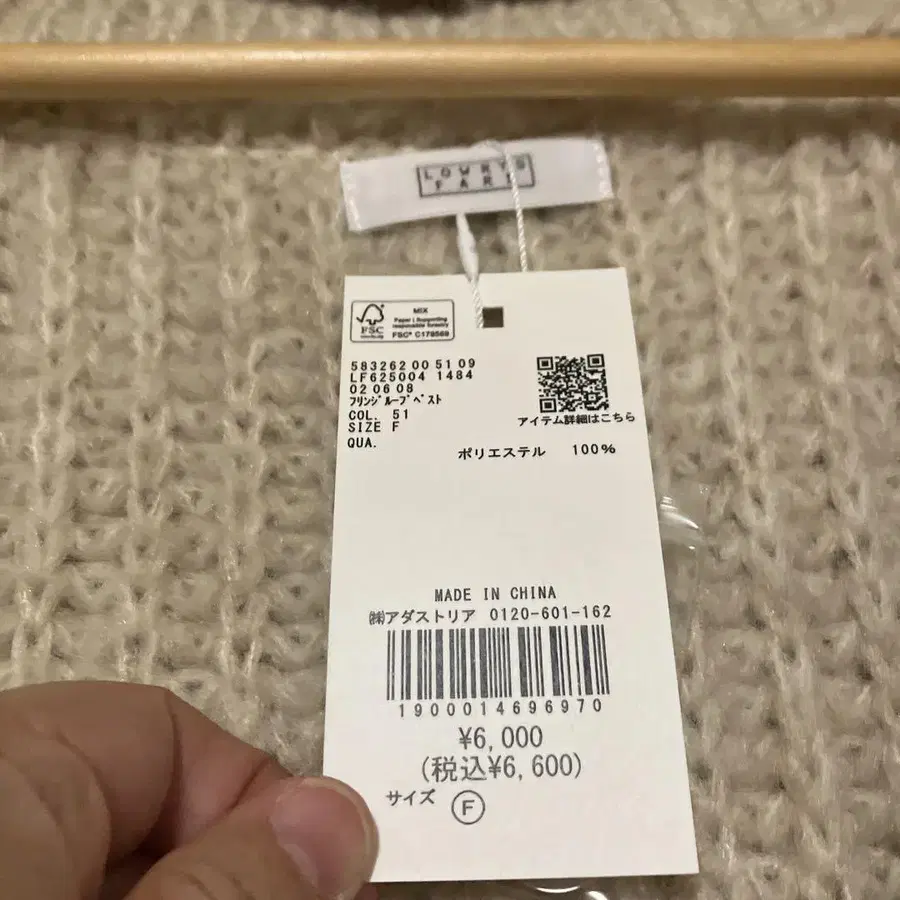 LOWRYS
FARM
MIX
Paper | Supporting
responsible forestry
FSC® C178569
FSC
583262 00 51 09
LF625004 1484
02 06 08
フリンジループベスト
COL. 51
SIZE F
QUA.
アイテム詳細はこちら
ポリエステル 100%
MADE IN CHINA
㈱アダストリア 0120-601-162
1900014696970
¥6,000
(税込¥6,600)
サイズ F